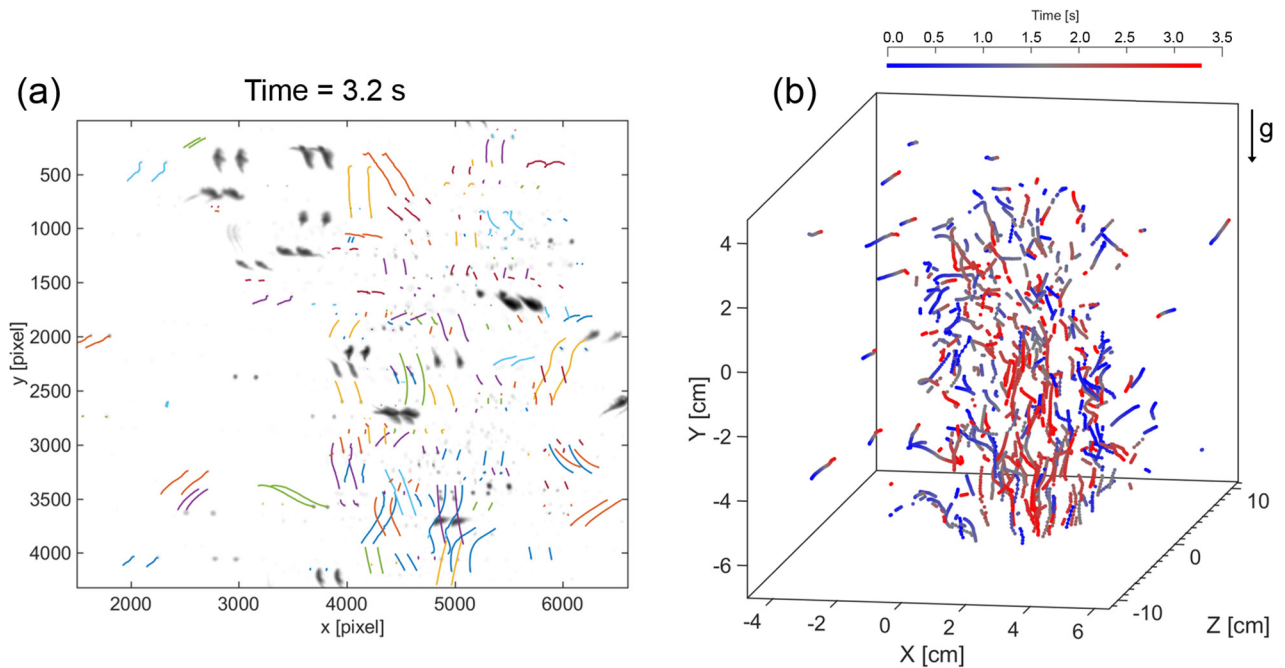 (a)
Time = 3.2 s
500
1000
1500
2000
2500
3000
3500
4000
y [pixel]
2000 3000 4000 5000 6000
x [pixel]
(b)
Time [s]
0.0 0.5 1.0 1.5 2.0 2.5 3.0 3.5
g
4
2
0
-2
-4
-6
Y [cm]
-4 -2 0 2 4 6
X [cm]
10
0
-10
Z [cm]